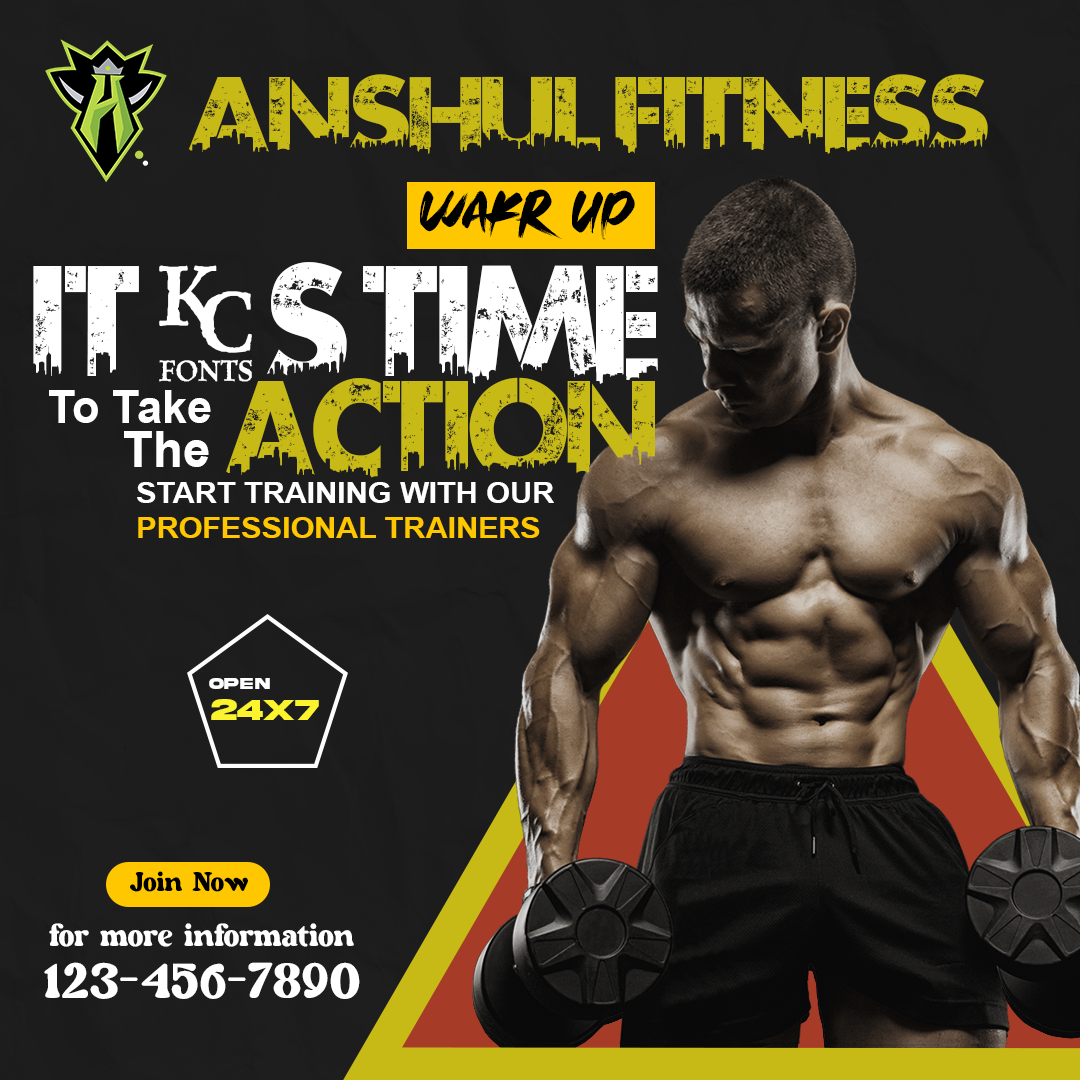 ANSHUL FITNESS
WAKR UP
IT KC FONTS S TIME
To Take
The ACTION
START TRAINING WITH OUR
PROFESSIONAL TRAINERS
OPEN
24X7
Join Now
for more information
123-456-7890